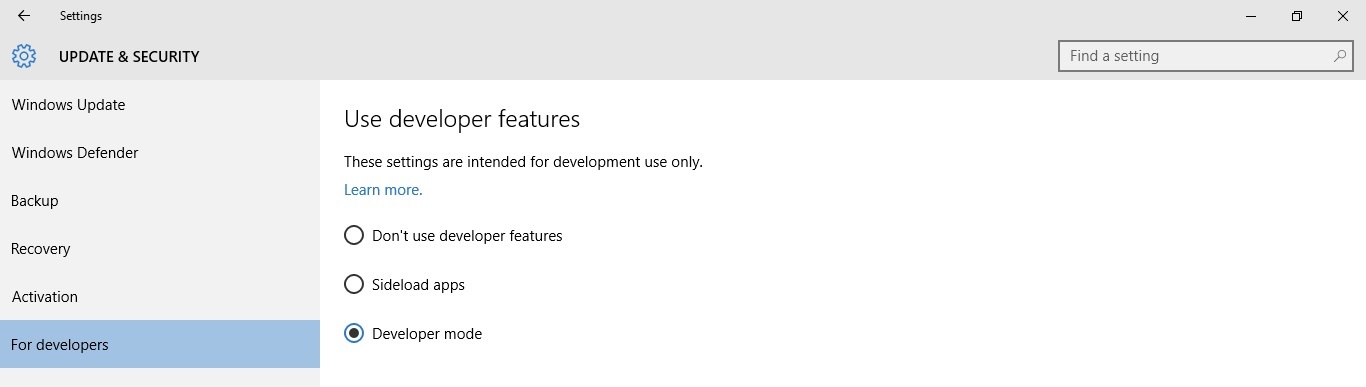 Settings
UPDATE & SECURITY
Find a setting
Windows Update
Windows Defender
Backup
Recovery
Activation
For developers
Use developer features
These settings are intended for development use only.
Learn more.
Don't use developer features
Sideload apps
Developer mode